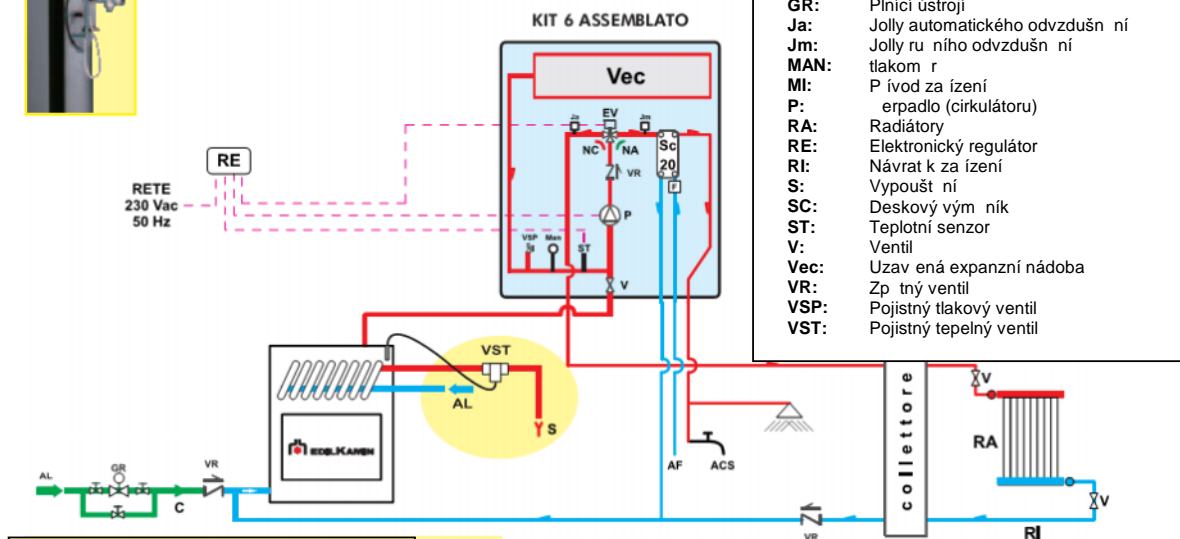 KIT 6 ASSEMBLATO
GR: Plnící ústrojí
Ja: Jolly automatického odvzdušn ní
Jm: Jolly ru ního odvzdušn ní
MAN: tlakom r
MI: P ívod za ízení
P: erpadlo (cirkulátoru)
RA: Radiátory
RE: Elektronický regulátor
RI: Návrat k za ízení
S: Vypoušt ní
SC: Deskový vým ník
ST: Teplotní senzor
V: Ventil
Vec: Uzav ená expanzní nádoba
VR: Zp tný ventil
VSP: Pojistný tlakový ventil
VST: Pojistný tepelný ventil
Vec
Ja
EV
Jm
NC
NA
Sc
20
VR
F
P
VSP
Man
ST
V
RE
RETE
230 Vac
50 Hz
VST
AL
S
EDILKAMIN
AF
ACS
collettore
V
RA
V
RI
AL
GR
VR
C
VR